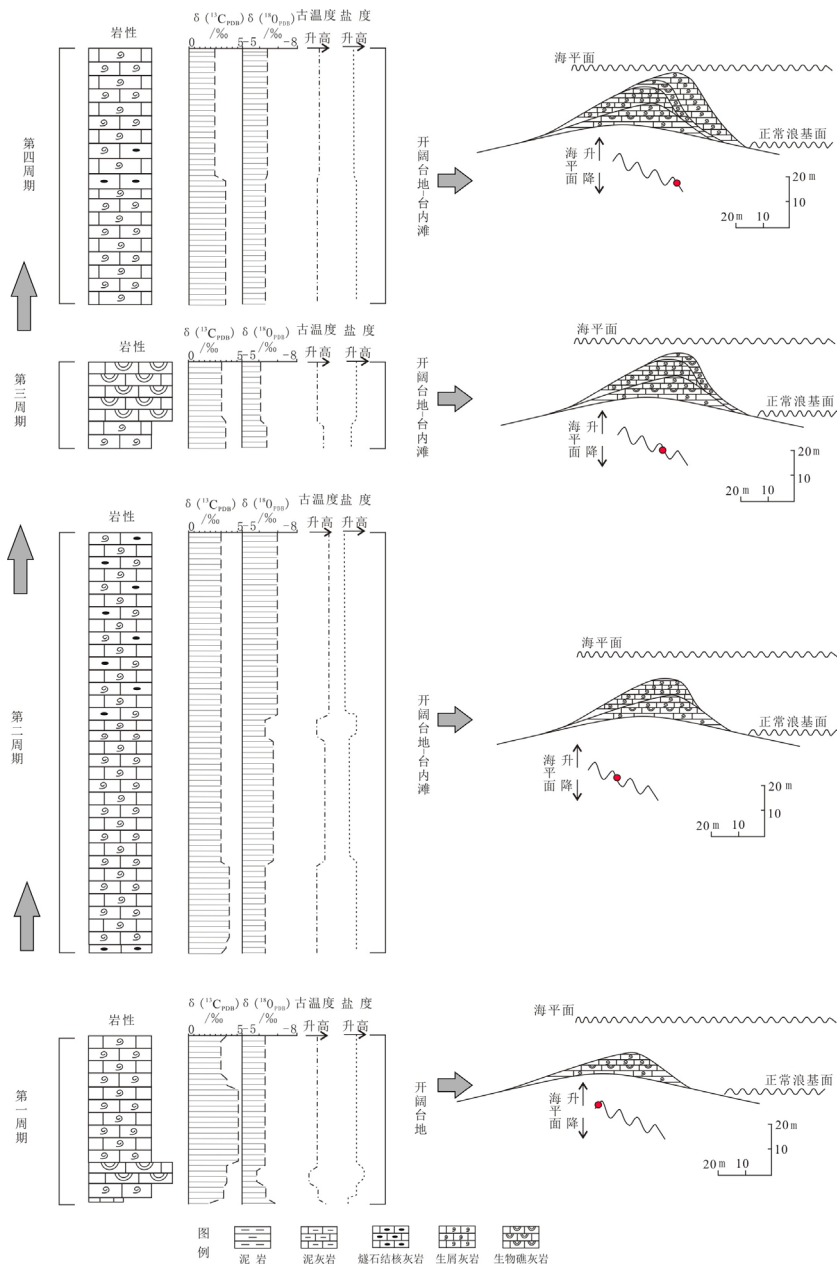 岩性
δ (¹³C_PDB) δ (¹⁸O_PDB) 古温度 盐 度
/‰ /‰ 升高 升高
0 5 -5 -8
第四周期
开阔台地-台内滩
海平面
正常浪基面
海平面 升 降
20 m
10
20 m 10
岩性
δ (¹³C_PDB) δ (¹⁸O_PDB) 古温度 盐 度
/‰ /‰ 升高 升高
0 5 -5 -8
第三周期
开阔台地-台内滩
海平面
正常浪基面
海平面 升 降
20 m
10
20 m 10
岩性
δ (¹³C_PDB) δ (¹⁸O_PDB) 古温度 盐 度
/‰ /‰ 升高 升高
0 5 -5 -8
第二周期
开阔台地-台内滩
海平面
正常浪基面
海平面 升 降
20 m
10
20 m 10
岩性
δ (¹³C_PDB) δ (¹⁸O_PDB) 古温度 盐 度
/‰ /‰ 升高 升高
0 5 -5 -8
第一周期
开阔台地
海平面
正常浪基面
海平面 升 降
20 m
10
20 m 10
图例
泥 岩 泥灰岩 燧石结核灰岩 生屑灰岩 生物礁灰岩